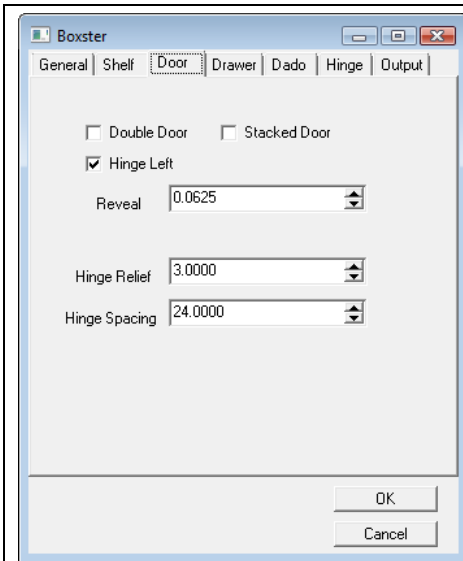 Boxster
General Shelf Door Drawer Dado Hinge Output
Double Door Stacked Door
Hinge Left
Reveal 0.0625
Hinge Relief 3.0000
Hinge Spacing 24.0000
OK
Cancel